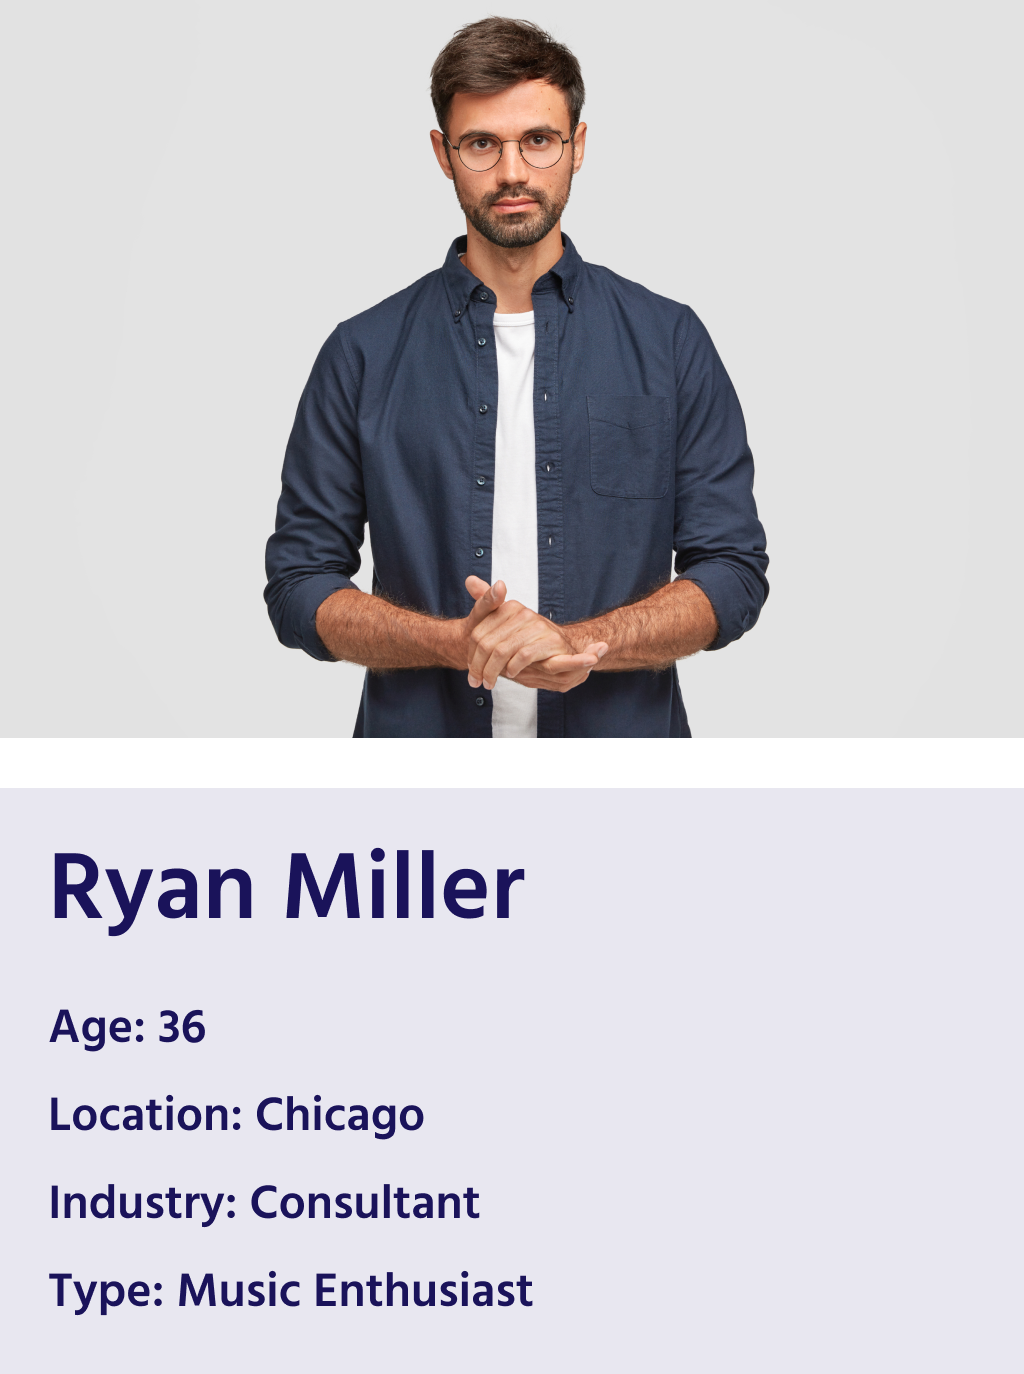 Ryan Miller
Age: 36
Location: Chicago
Industry: Consultant
Type: Music Enthusiast